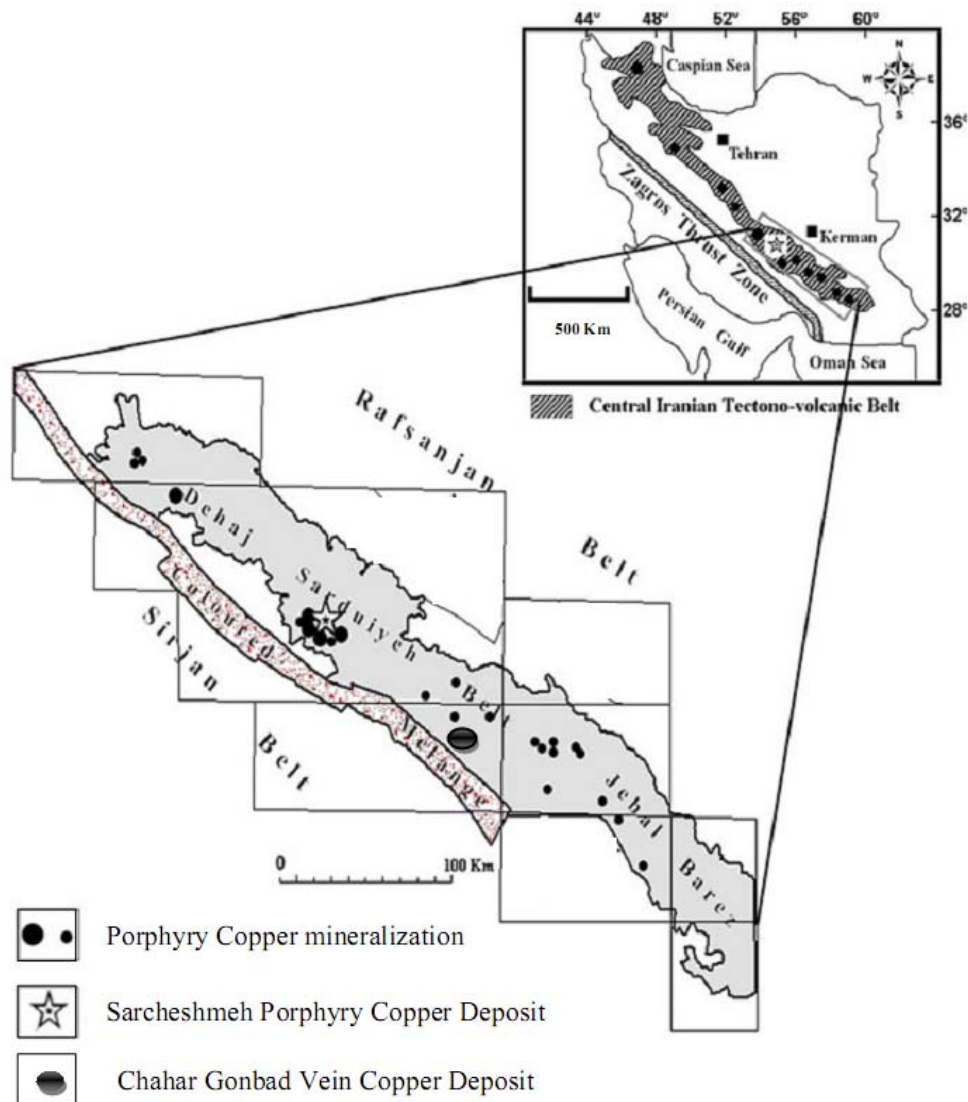 44° 48° 52° 56° 60°
Caspian Sea
N
W E
S
36°
Tehran
32°
Kerman
Zagros Thrust Zone
28°
500 Km
Persian Gulf
Oman Sea
Central Iranian Tectono-volcanic Belt
Rafsanjan
Belt
Dehaj
Sarduiyeh
Belt
Coloured
Melange
Sirjan
Belt
Jebal
Barez
0 100 Km
Porphyry Copper mineralization
Sarcheshmeh Porphyry Copper Deposit
Chahar Gonbad Vein Copper Deposit